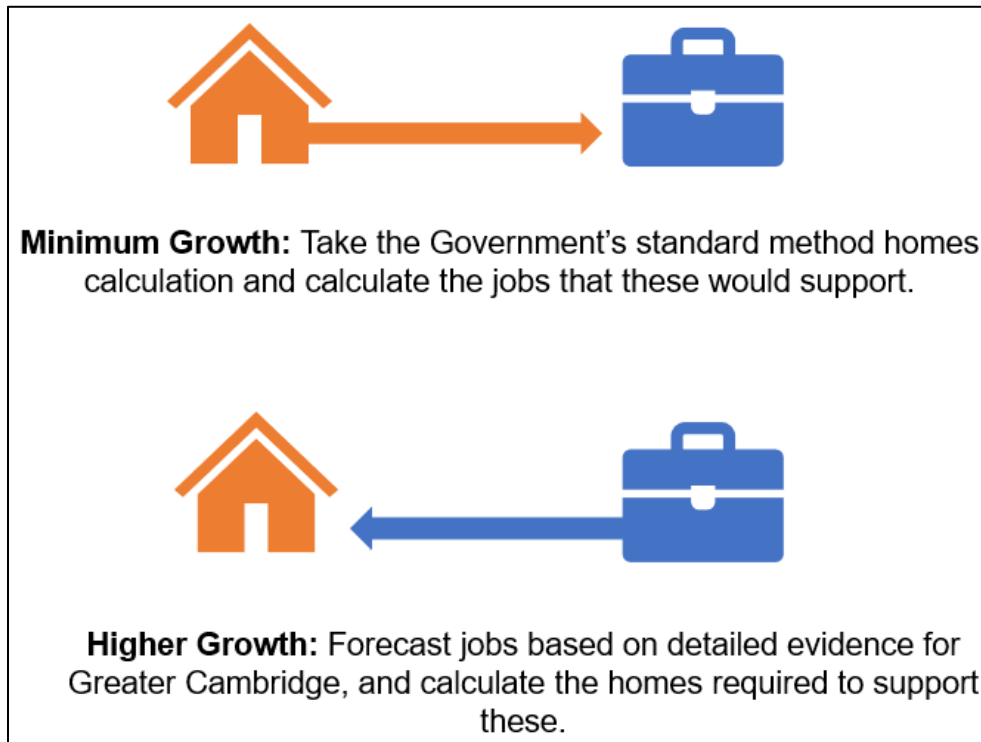 Minimum Growth: Take the Government’s standard method homes
calculation and calculate the jobs that these would support.
Higher Growth: Forecast jobs based on detailed evidence for
Greater Cambridge, and calculate the homes required to support
these.